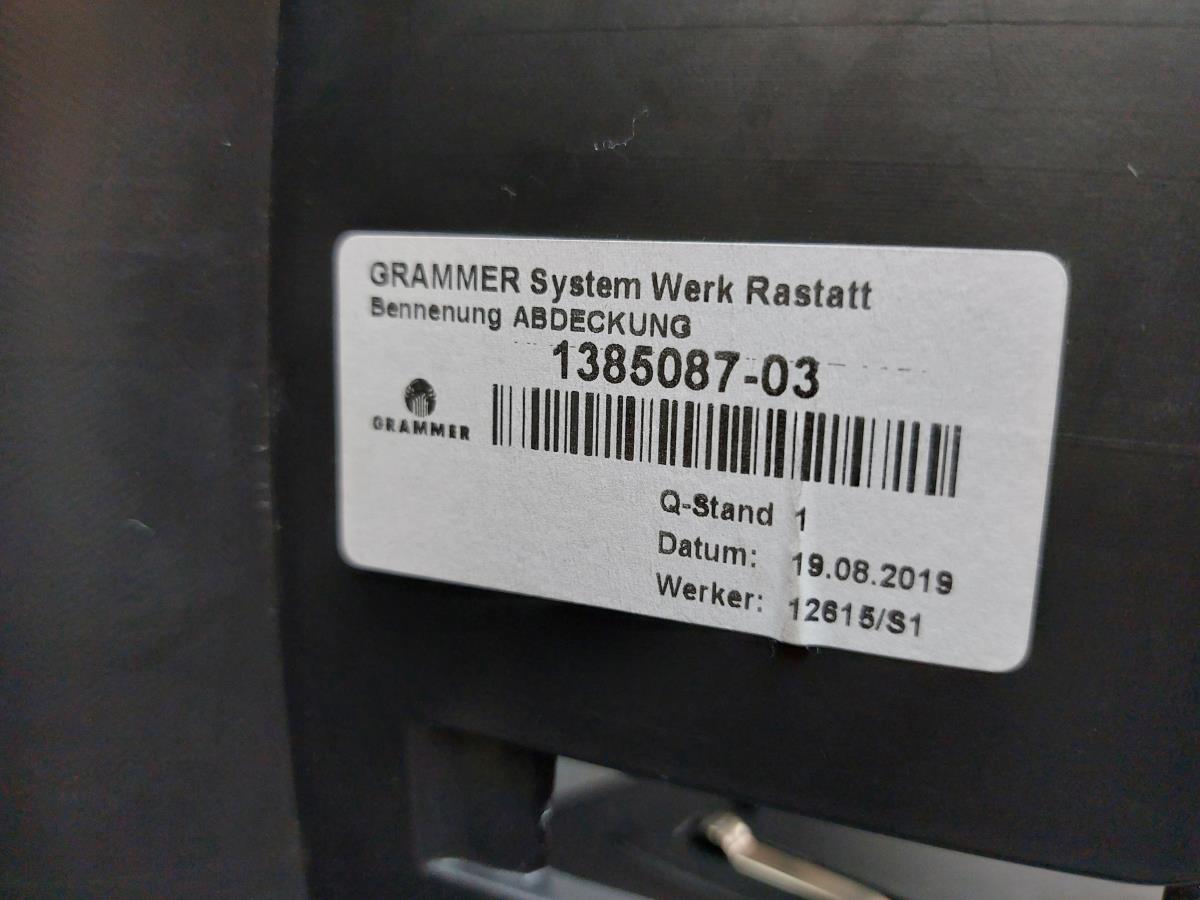 GRAMMER System Werk Rastatt
Bennenung ABDECKUNG
1385087-03
GRAMMER
Q-Stand 1
Datum: 19.08.2019
Werker: 12615/S1